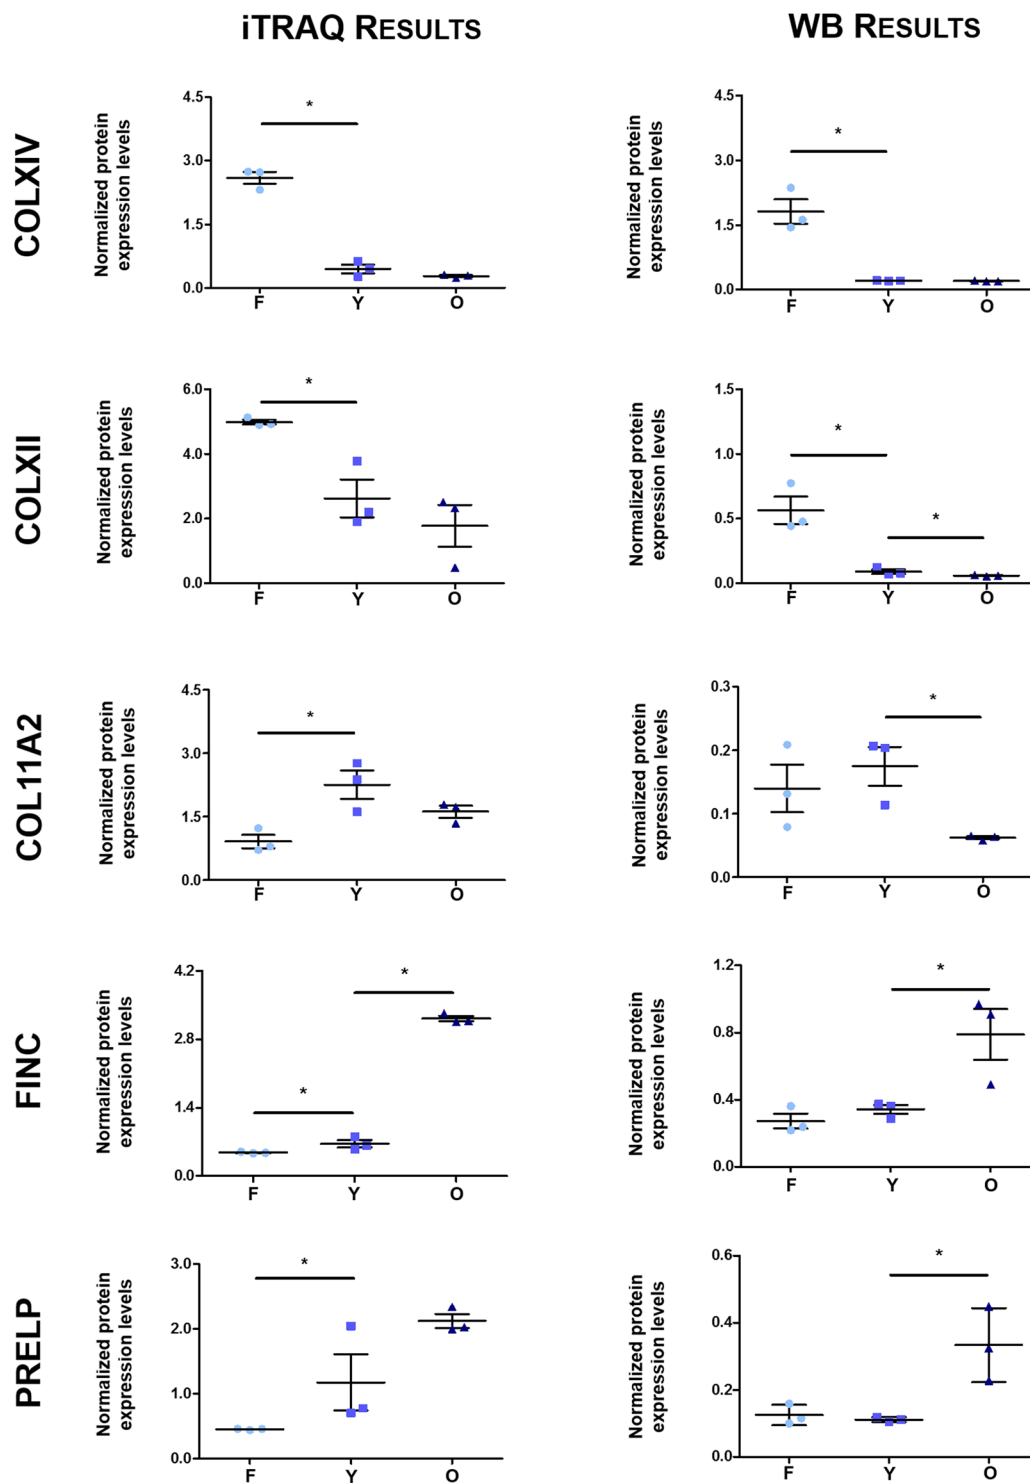 iTRAQ RESULTS
WB RESULTS
COLXIV
Normalized protein
expression levels
4.5
3.0
1.5
0.0
*
F Y O
Normalized protein
expression levels
4.5
3.0
1.5
0.0
*
F Y O
COLXII
Normalized protein
expression levels
6.0
4.0
2.0
0.0
*
F Y O
Normalized protein
expression levels
1.5
1.0
0.5
0.0
*
*
F Y O
COL11A2
Normalized protein
expression levels
4.5
3.0
1.5
0.0
*
F Y O
Normalized protein
expression levels
0.3
0.2
0.1
0.0
*
F Y O
FINC
Normalized protein
expression levels
4.2
2.8
1.4
0.0
*
*
F Y O
Normalized protein
expression levels
1.2
0.8
0.4
0.0
*
F Y O
PRELP
Normalized protein
expression levels
3.0
2.0
1.0
0.0
*
F Y O
Normalized protein
expression levels
0.6
0.4
0.2
0.0
*
F Y O